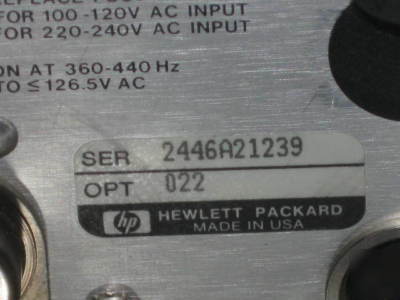 FOR 100-120V AC INPUT
FOR 220-240V AC INPUT
ON AT 360-440 Hz
TO ≤126.5V AC
SER 2446A21239
OPT 022
hp HEWLETT PACKARD
MADE IN USA